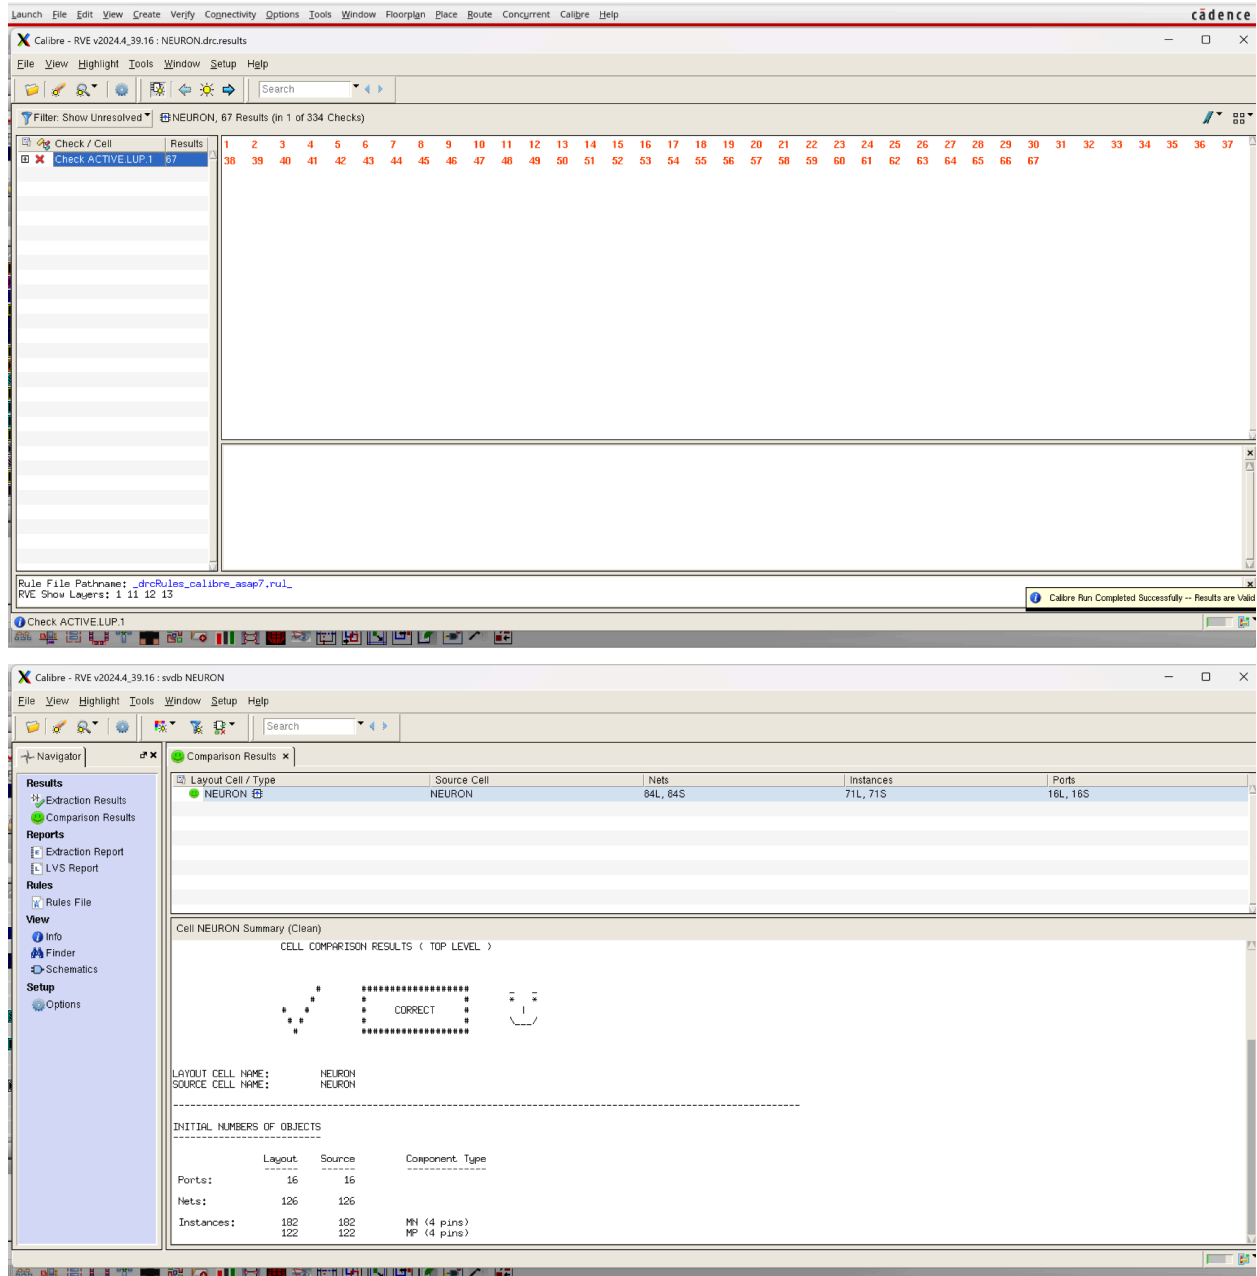 Launch File Edit View Create Verify Connectivity Options Tools Window Floorplan Place Route Concurrent Calibre Help cādence
Calibre - RVE v2024.4_39.16 : NEURON.drc.results
File View Highlight Tools Window Setup Help
Search
Filter: Show Unresolved NEURON, 67 Results (in 1 of 334 Checks)
Check / Cell Results
Check ACTIVE.LUP.1 67
1 2 3 4 5 6 7 8 9 10 11 12 13 14 15 16 17 18 19 20 21 22 23 24 25 26 27 28 29 30 31 32 33 34 35 36 37
38 39 40 41 42 43 44 45 46 47 48 49 50 51 52 53 54 55 56 57 58 59 60 61 62 63 64 65 66 67
Rule File Pathname: _drcRules_calibre_asap7.rul_
RVE Show Layers: 1 11 12 13
Calibre Run Completed Successfully -- Results are Valid
Check ACTIVE.LUP.1
Calibre - RVE v2024.4_39.16 : svdb NEURON
File View Highlight Tools Window Setup Help
Search
Navigator
Results
Extraction Results
Comparison Results
Reports
Extraction Report
LVS Report
Rules
Rules File
View
Info
Finder
Schematics
Setup
Options
Comparison Results
Layout Cell / Type Source Cell Nets Instances Ports
NEURON NEURON 84L, 84S 71L, 71S 16L, 16S
Cell NEURON Summary (Clean)
CELL COMPARISON RESULTS ( TOP LEVEL )
CORRECT
LAYOUT CELL NAME: NEURON
SOURCE CELL NAME: NEURON
INITIAL NUMBERS OF OBJECTS
Layout Source Component Type
Ports: 16 16
Nets: 126 126
Instances: 182 182 MN (4 pins)
122 122 MP (4 pins)